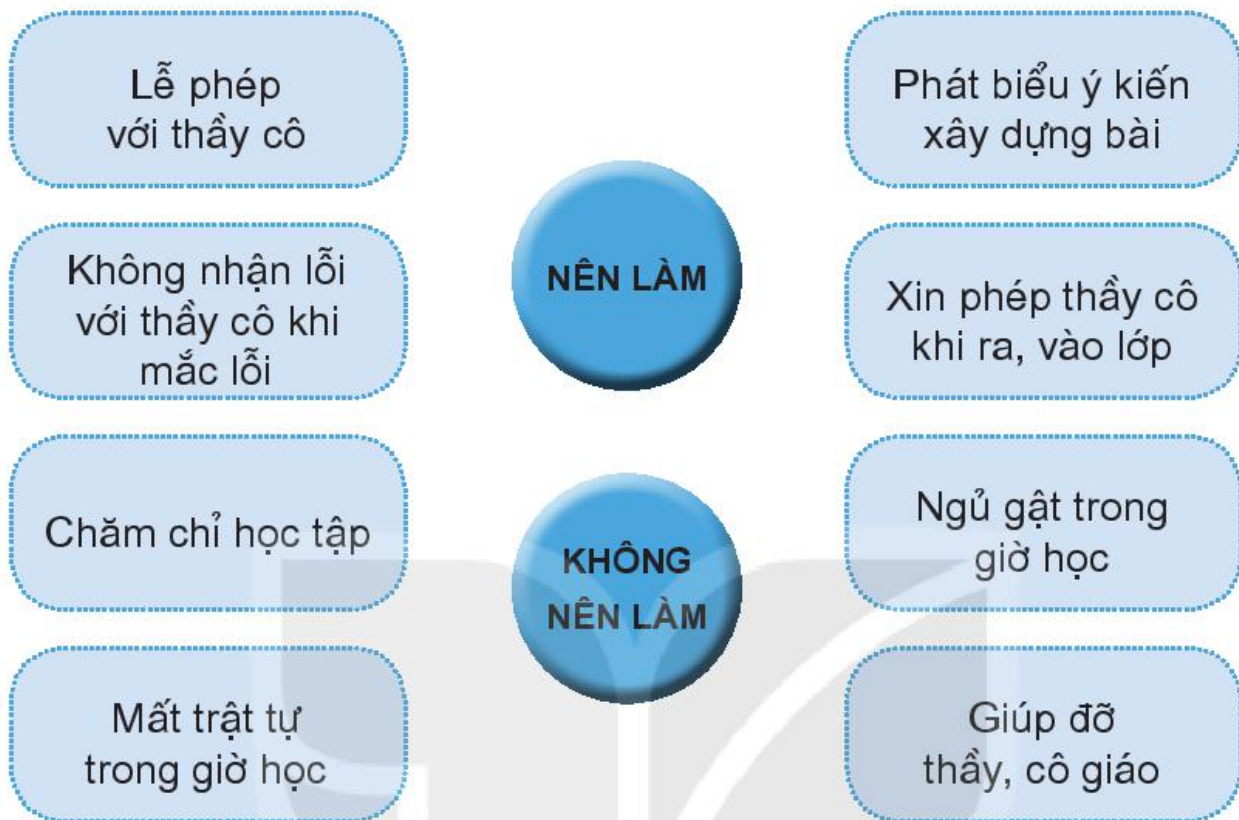 Lễ phép
với thầy cô
Không nhận lỗi
với thầy cô khi
mắc lỗi
Chăm chỉ học tập
Mất trật tự
trong giờ học
NÊN LÀM
KHÔNG
NÊN LÀM
Phát biểu ý kiến
xây dựng bài
Xin phép thầy cô
khi ra, vào lớp
Ngủ gật trong
giờ học
Giúp đỡ
thầy, cô giáo